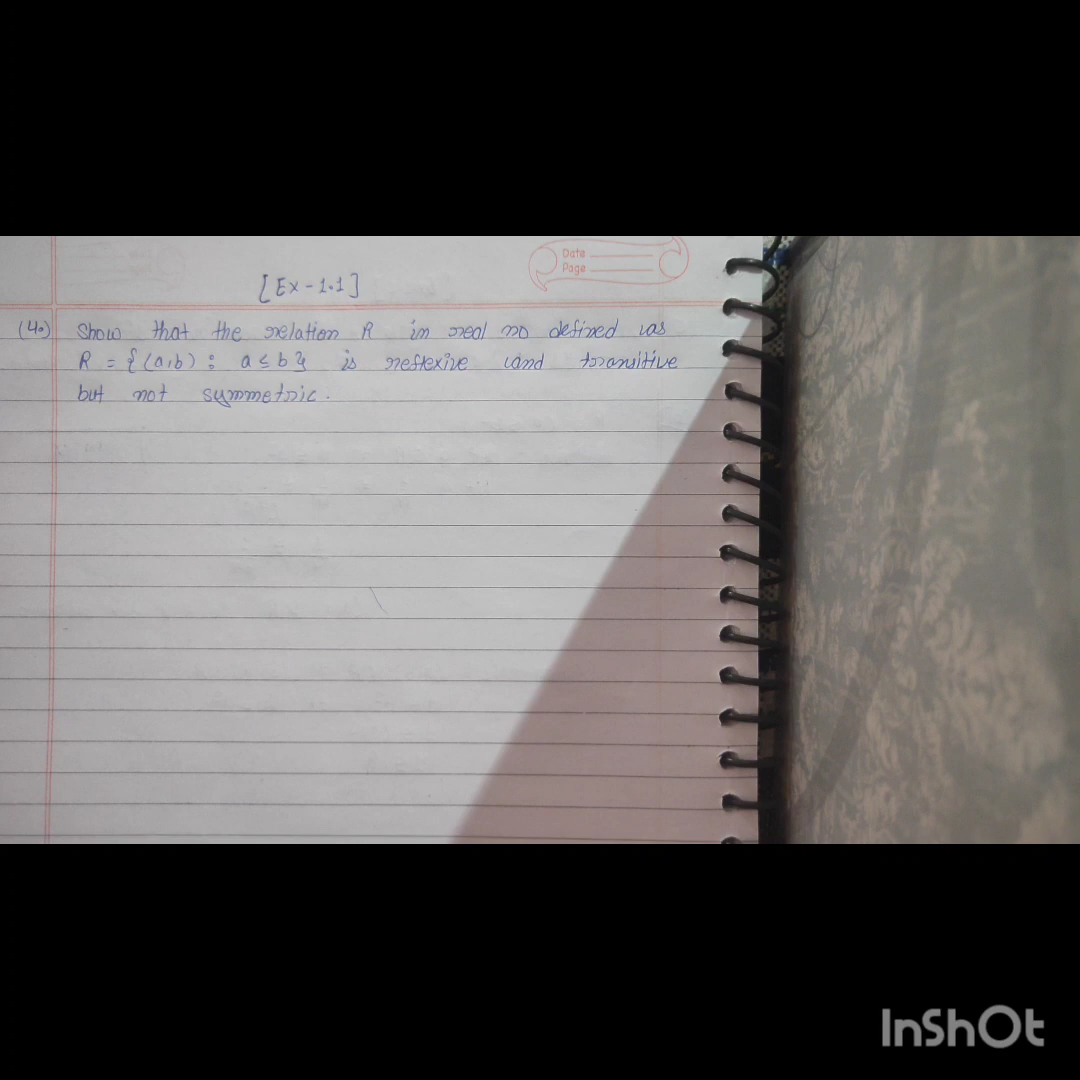 Date
Page
[Ex-1.1]
(4.) Show that the relation R in real no defined as
R = {(a,b) : a ≤ b} is reflexive and transitive
but not symmetric.
InShOt